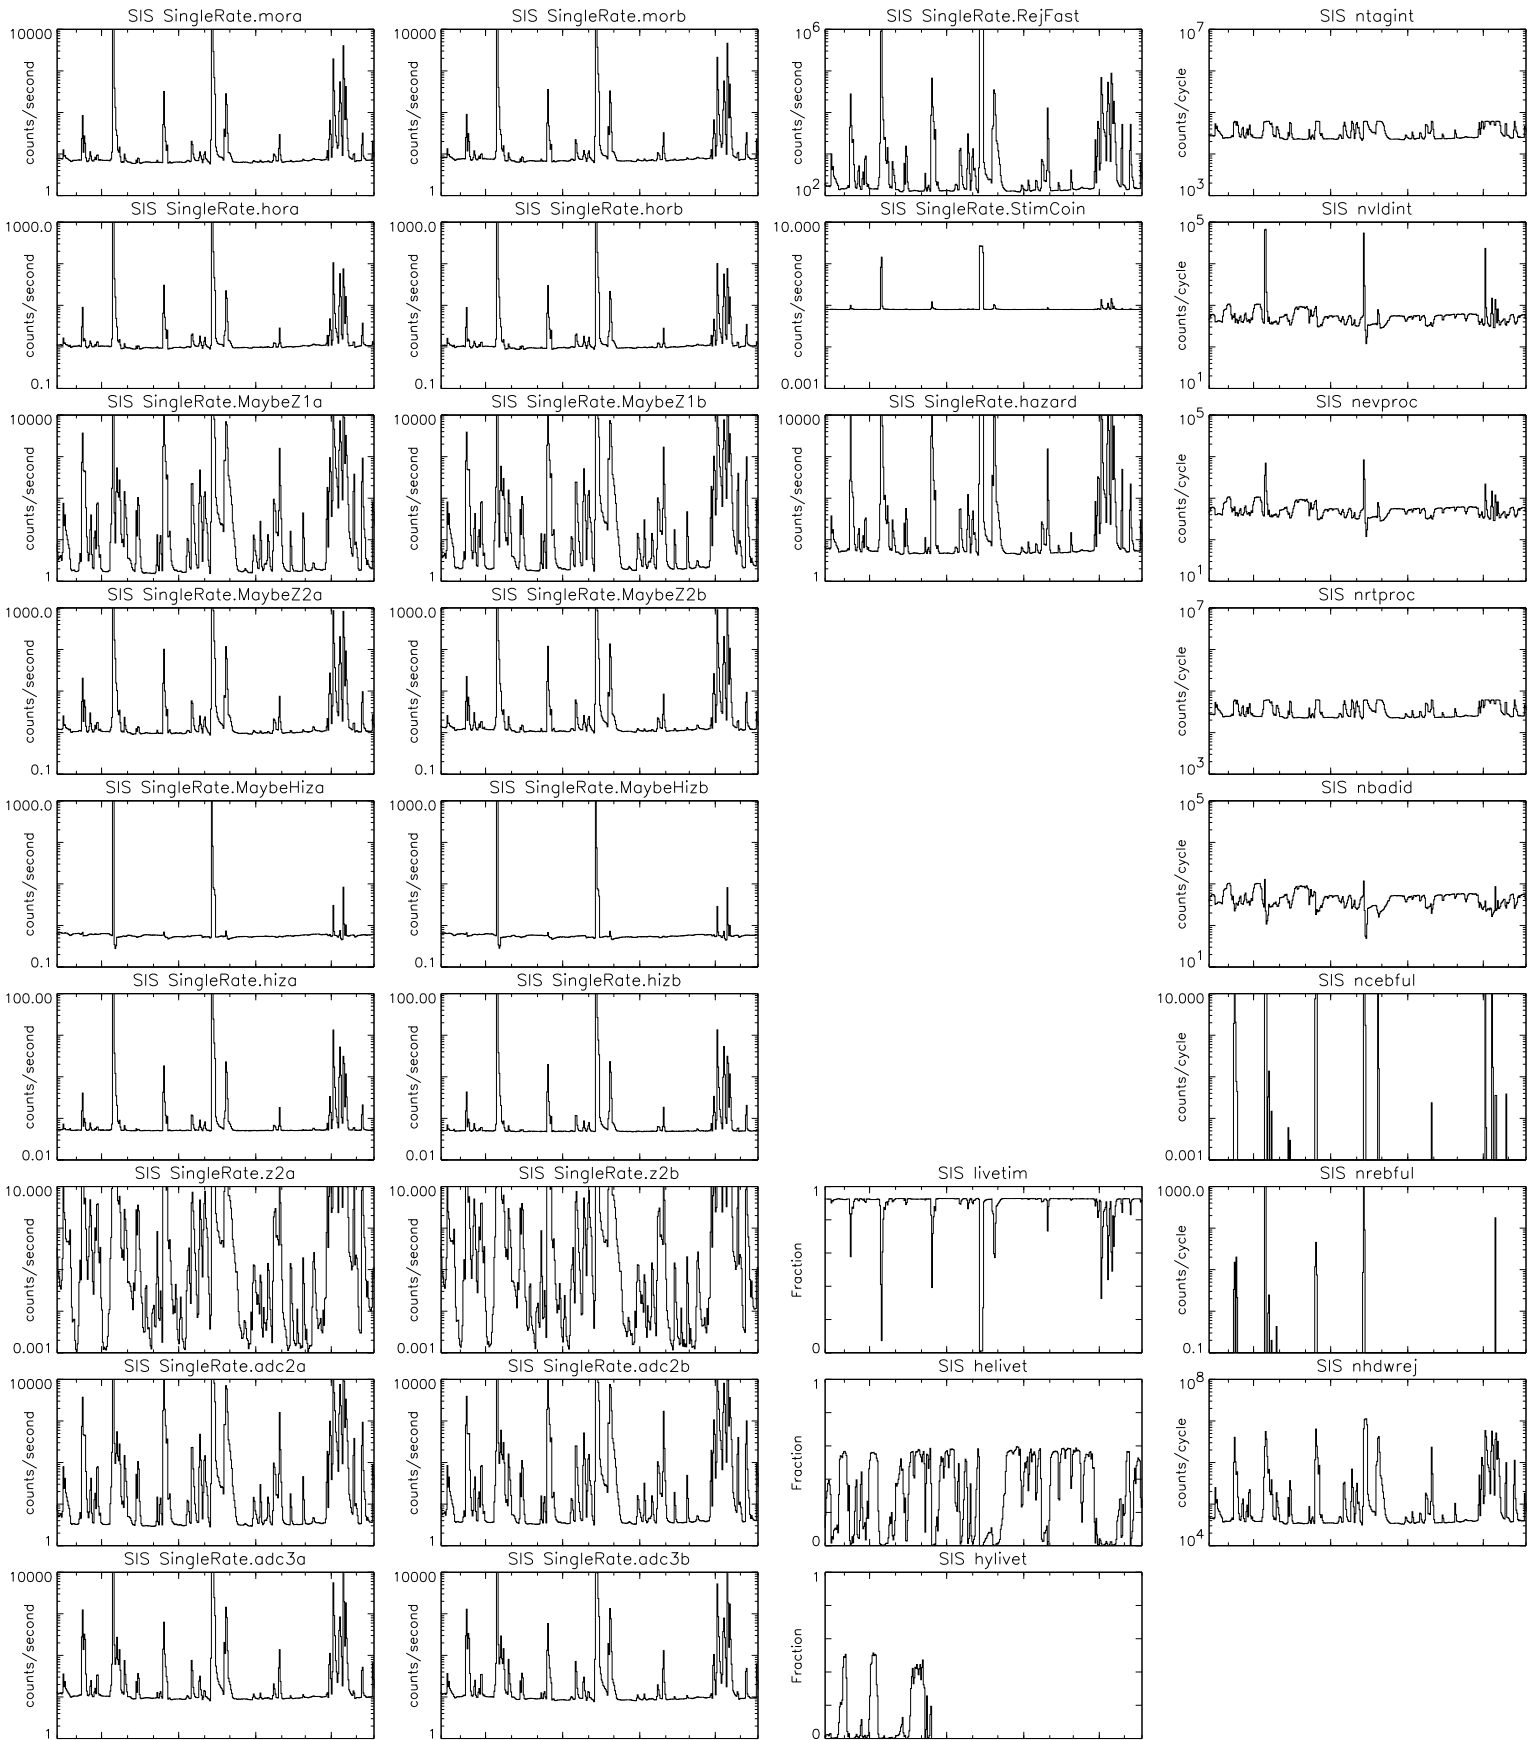 SIS SingleRate.mora
SIS SingleRate.morb
SIS SingleRate.RejFast
SIS ntagint
10000
1
counts/second
10000
1
counts/second
10^6
10^2
counts/second
10^7
10^3
counts/cycle
SIS SingleRate.hora
SIS SingleRate.horb
SIS SingleRate.StimCoin
SIS nvldint
1000.0
0.1
counts/second
1000.0
0.1
counts/second
10.000
0.001
counts/second
10^5
10^1
counts/cycle
SIS SingleRate.MaybeZ1a
SIS SingleRate.MaybeZ1b
SIS SingleRate.hazard
SIS nevproc
10000
1
counts/second
10000
1
counts/second
10000
1
counts/second
10^5
10^1
counts/cycle
SIS SingleRate.MaybeZ2a
SIS SingleRate.MaybeZ2b
SIS nrtproc
1000.0
0.1
counts/second
1000.0
0.1
counts/second
10^7
10^3
counts/cycle
SIS SingleRate.MaybeHiza
SIS SingleRate.MaybeHizb
SIS nbadid
1000.0
0.1
counts/second
1000.0
0.1
counts/second
10^5
10^1
counts/cycle
SIS SingleRate.hiza
SIS SingleRate.hizb
SIS ncebful
100.00
0.01
counts/second
100.00
0.01
counts/second
10.000
0.001
counts/cycle
SIS SingleRate.z2a
SIS SingleRate.z2b
SIS livetim
SIS nrebful
10.000
0.001
counts/second
10.000
0.001
counts/second
1
0
Fraction
1000.0
0.1
counts/cycle
SIS SingleRate.adc2a
SIS SingleRate.adc2b
SIS helivet
SIS nhdwrej
10000
1
counts/second
10000
1
counts/second
1
0
Fraction
10^8
10^4
counts/cycle
SIS SingleRate.adc3a
SIS SingleRate.adc3b
SIS hylivet
10000
1
counts/second
10000
1
counts/second
1
0
Fraction